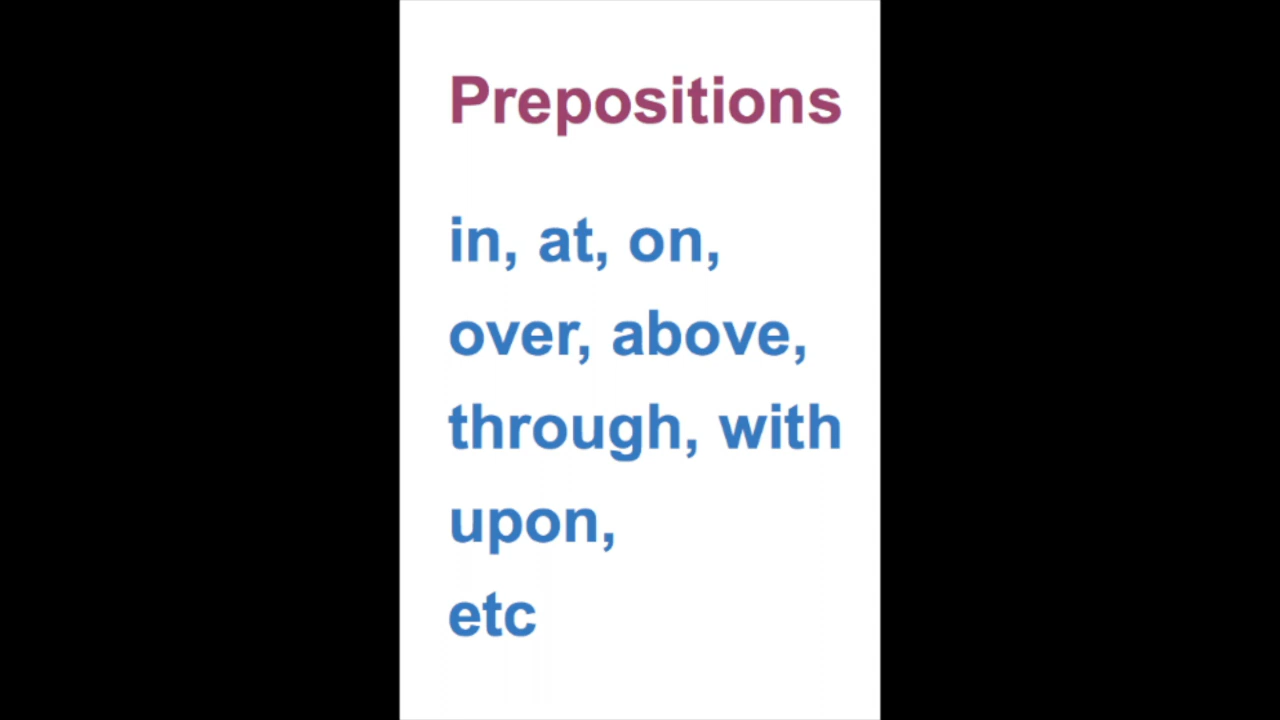 Prepositions
in, at, on,
over, above,
through, with
upon,
etc